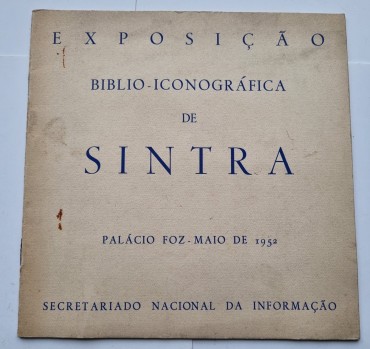 EXPOSIÇÃO
BIBLIO-ICONOGRÁFICA
DE
SINTRA
PALÁCIO FOZ - MAIO DE 1952
SECRETARIADO NACIONAL DA INFORMAÇÃO